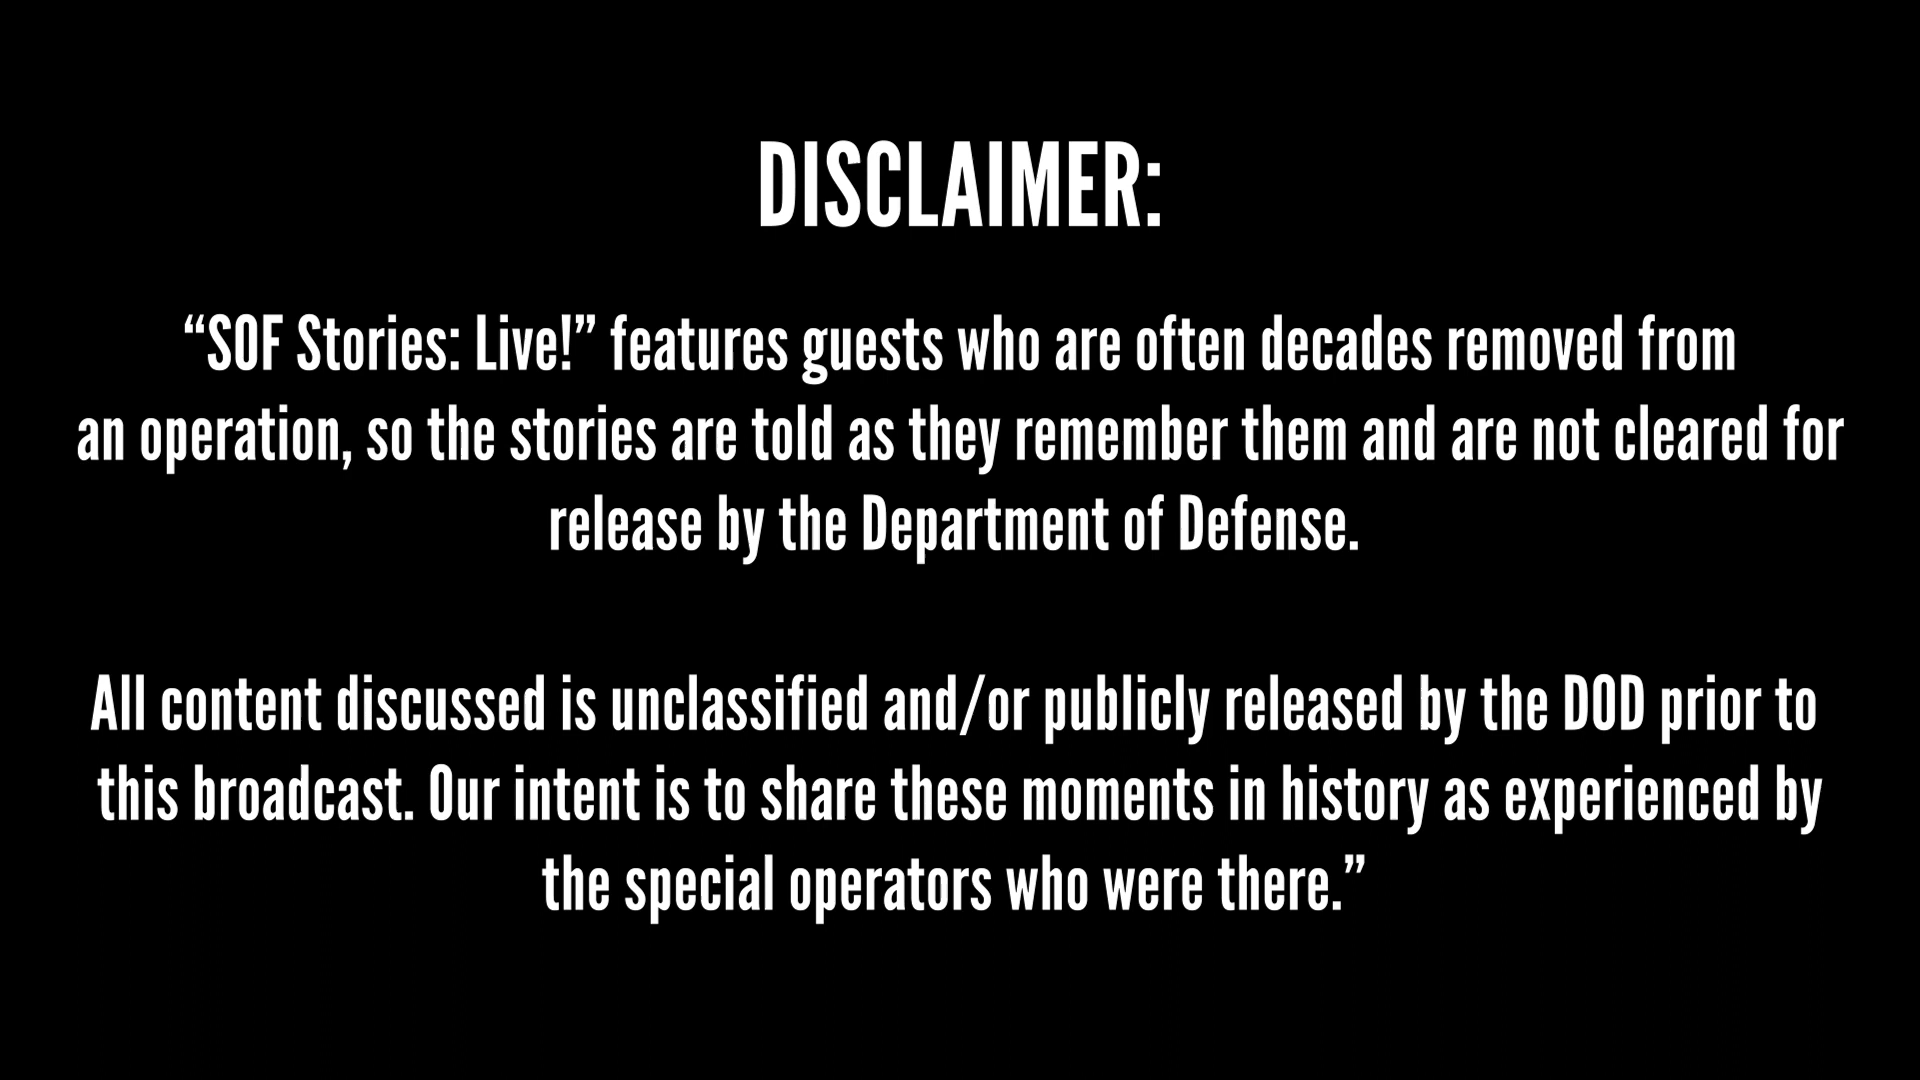 DISCLAIMER:
“SOF Stories: Live!” features guests who are often decades removed from
an operation, so the stories are told as they remember them and are not cleared for
release by the Department of Defense.
All content discussed is unclassified and/or publicly released by the DOD prior to
this broadcast. Our intent is to share these moments in history as experienced by
the special operators who were there.”